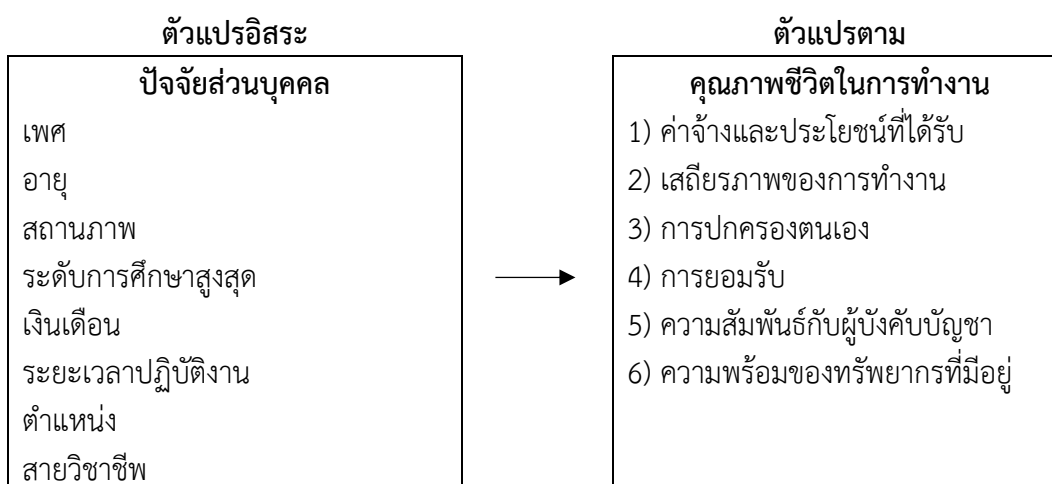 ตัวแปรอิสระ
ปัจจัยส่วนบุคคล
เพศ
อายุ
สถานภาพ
ระดับการศึกษาสูงสุด
เงินเดือน
ระยะเวลาปฏิบัติงาน
ตำแหน่ง
สายวิชาชีพ
ตัวแปรตาม
คุณภาพชีวิตในการทำงาน
1) ค่าจ้างและประโยชน์ที่ได้รับ
2) เสถียรภาพของการทำงาน
3) การปกครองตนเอง
4) การยอมรับ
5) ความสัมพันธ์กับผู้บังคับบัญชา
6) ความพร้อมของทรัพยากรที่มีอยู่